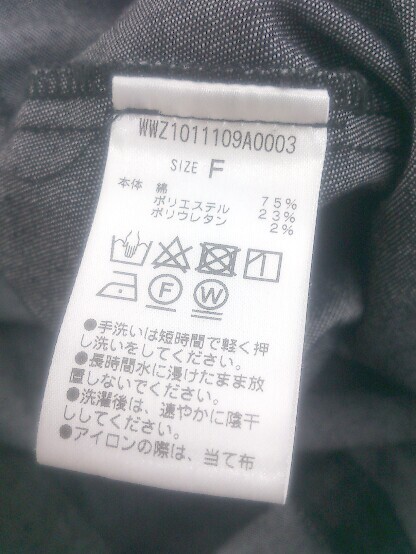 WWZ1011109A0003
SIZE F
本体 綿 75%
ポリエステル 23%
ポリウレタン 2%
F W
●手洗いは短時間で軽く押
し洗いをしてください。
●長時間水に浸けたまま放
置しないでください。
●洗濯後は、速やかに陰干
ししてください。
●アイロンの際は、当て布